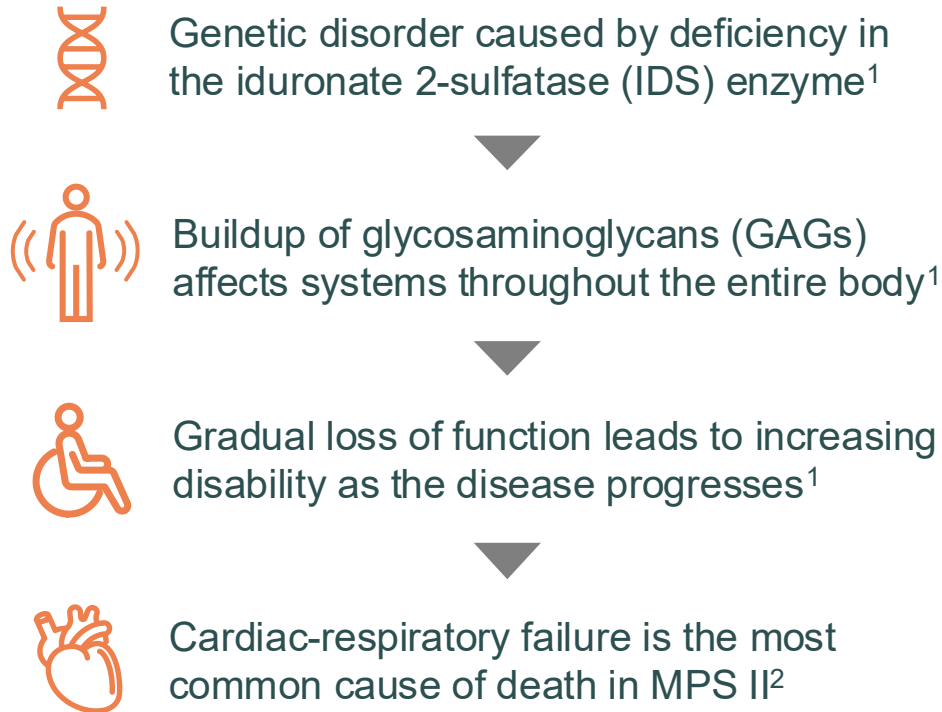 Genetic disorder caused by deficiency in
the iduronate 2-sulfatase (IDS) enzyme¹
Buildup of glycosaminoglycans (GAGs)
affects systems throughout the entire body¹
Gradual loss of function leads to increasing
disability as the disease progresses¹
Cardiac-respiratory failure is the most
common cause of death in MPS II²